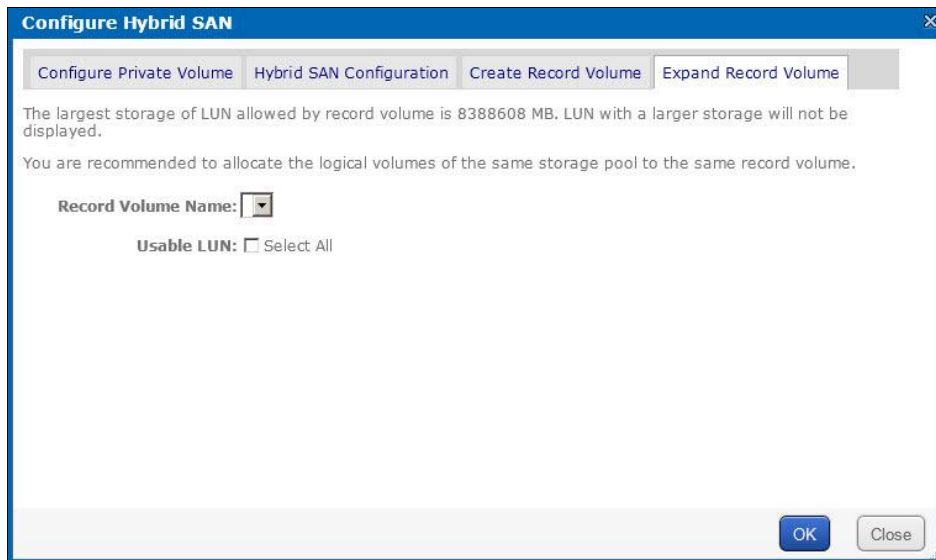 Configure Hybrid SAN
Configure Private Volume Hybrid SAN Configuration Create Record Volume Expand Record Volume
The largest storage of LUN allowed by record volume is 8388608 MB. LUN with a larger storage will not be
displayed.
You are recommended to allocate the logical volumes of the same storage pool to the same record volume.
Record Volume Name:
Usable LUN: Select All
OK Close